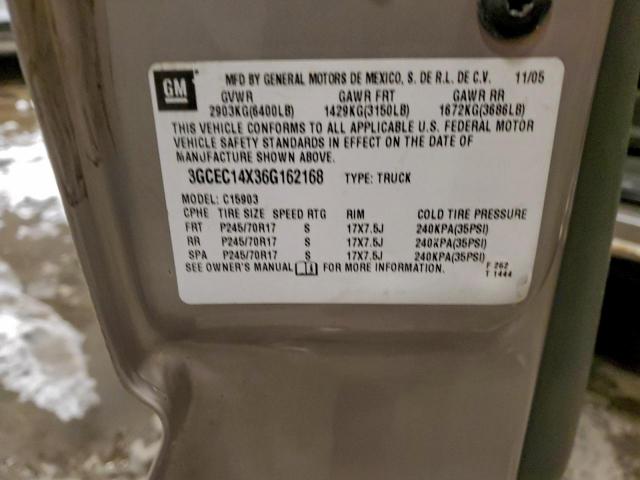 GM
MFD BY GENERAL MOTORS DE MEXICO, S. DE R.L. DE C.V. 11/05
GVWR GAWR FRT GAWR RR
2903KG(6400LB) 1429KG(3150LB) 1672KG(3686LB)
THIS VEHICLE CONFORMS TO ALL APPLICABLE U.S. FEDERAL MOTOR
VEHICLE SAFETY STANDARDS IN EFFECT ON THE DATE OF
MANUFACTURE SHOWN ABOVE.
3GCEC14X36G162168 TYPE: TRUCK
MODEL: C15903
CPHE TIRE SIZE SPEED RTG RIM COLD TIRE PRESSURE
FRT P245/70R17 S 17X7.5J 240KPA(35PSI)
RR P245/70R17 S 17X7.5J 240KPA(35PSI)
SPA P245/70R17 S 17X7.5J 240KPA(35PSI)
SEE OWNER'S MANUAL FOR MORE INFORMATION. F 262
T 1444